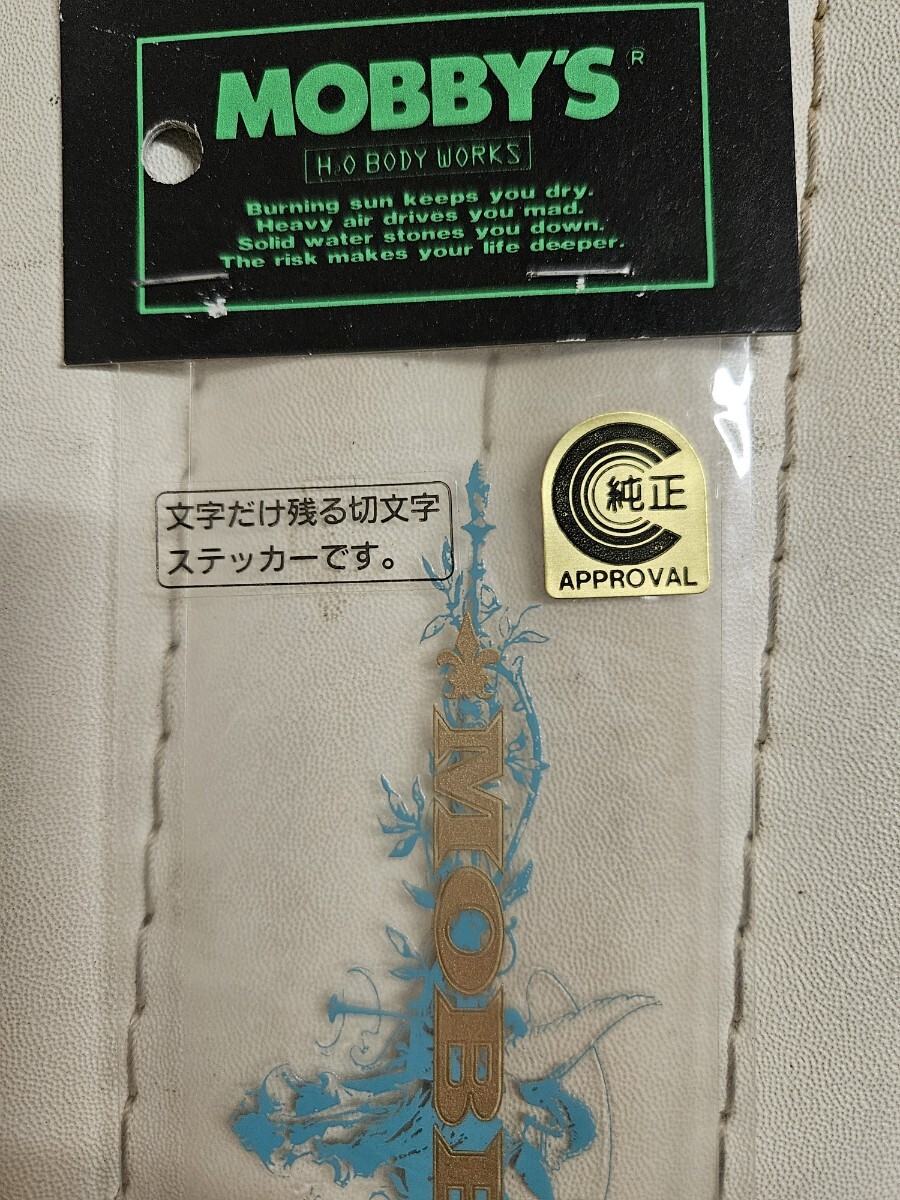 MOBBY'S®
H₂O BODY WORKS
Burning sun keeps you dry.
Heavy air drives you mad.
Solid water stones you down.
The risk makes your life deeper.
純正
APPROVAL
文字だけ残る切文字
ステッカーです。
MOBB